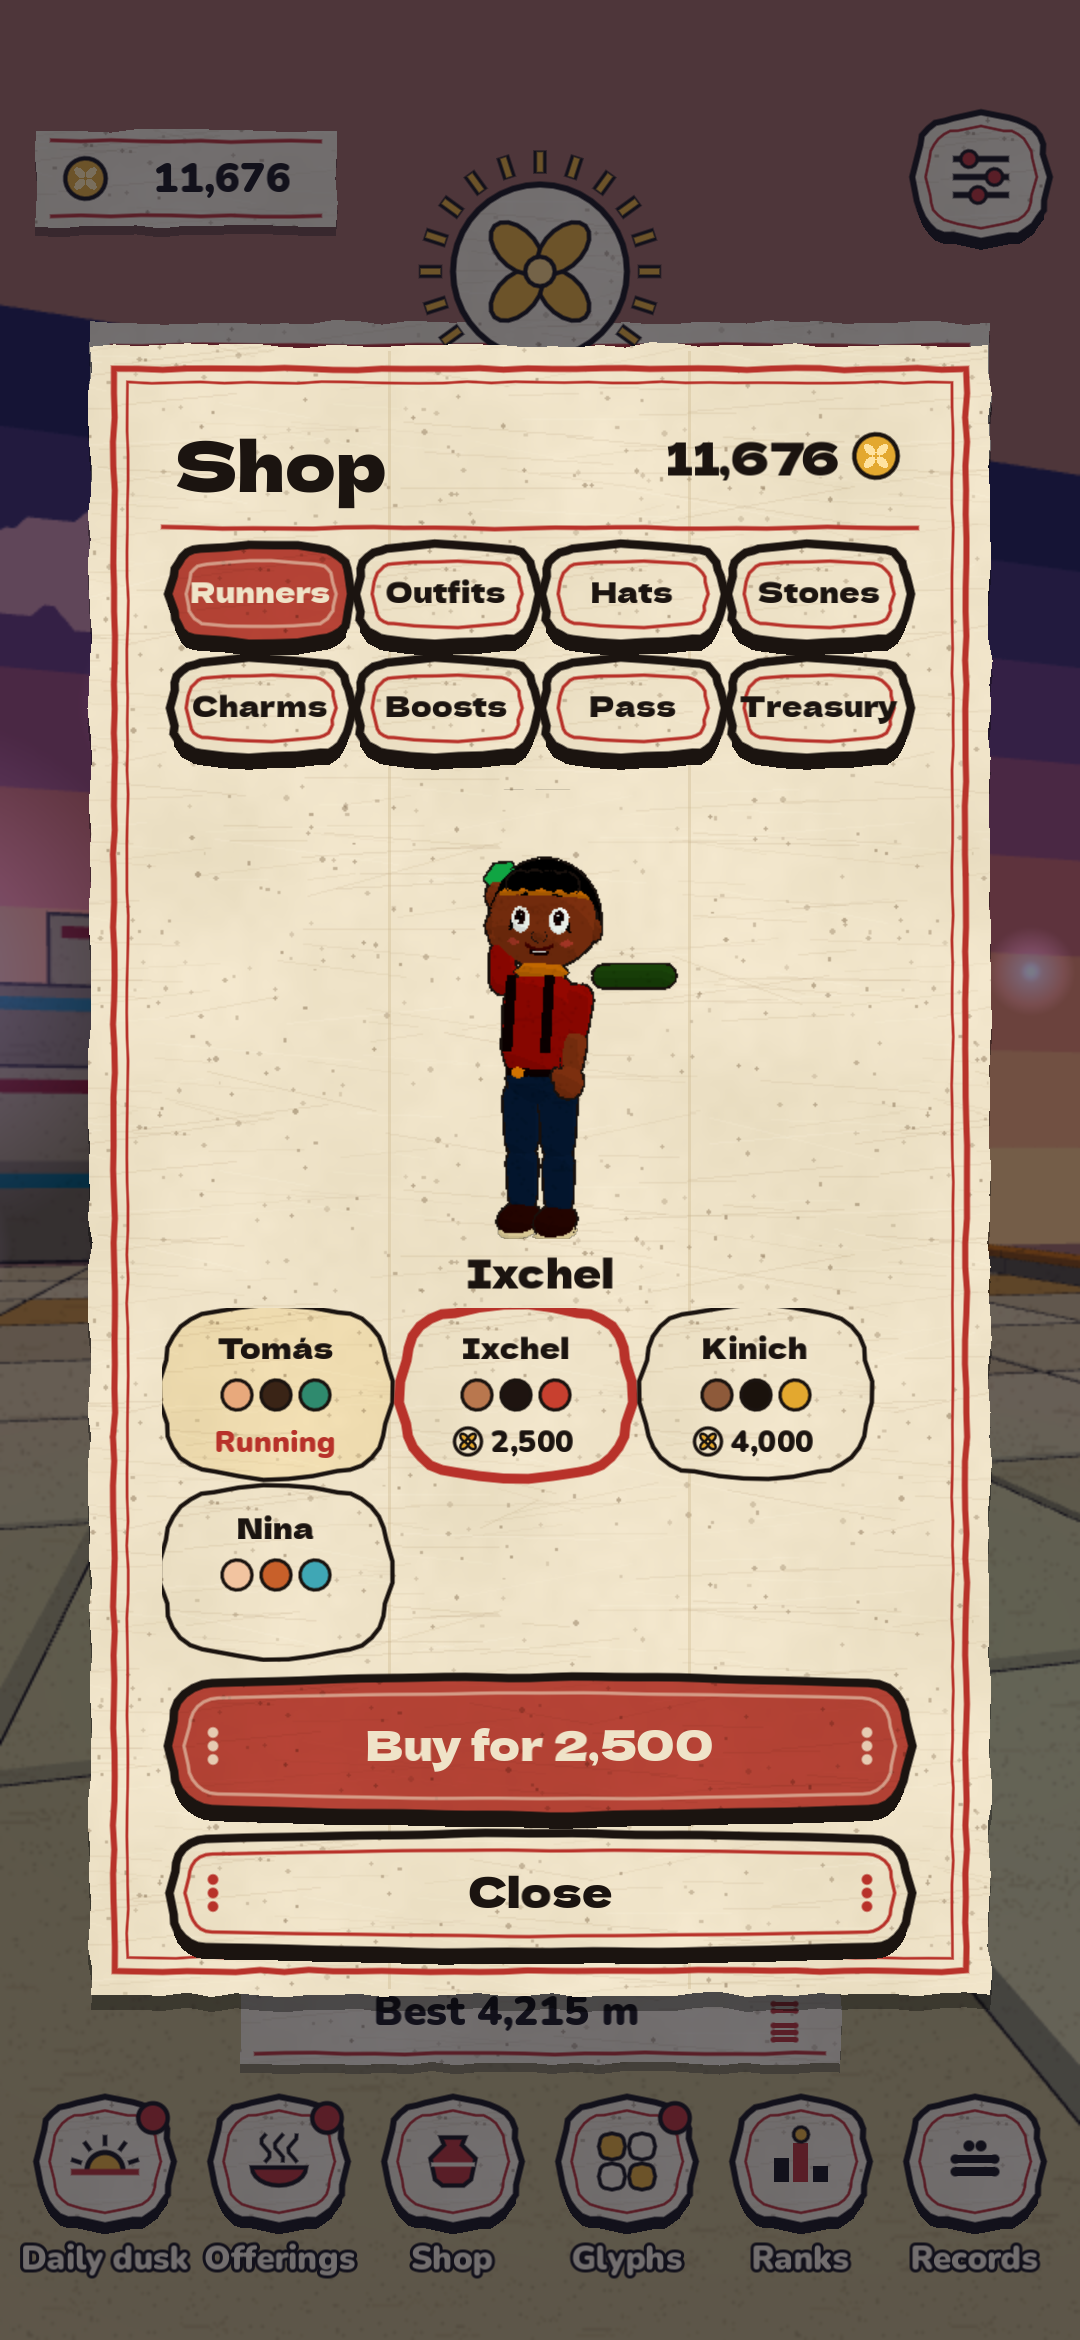 11,676
Shop
11,676
Runners
Outfits
Hats
Stones
Charms
Boosts
Pass
Treasury
Ixchel
Tomás
Running
Ixchel
2,500
Kinich
4,000
Nina
Buy for 2,500
Close
Best 4,215 m
Daily dusk
Offerings
Shop
Glyphs
Ranks
Records